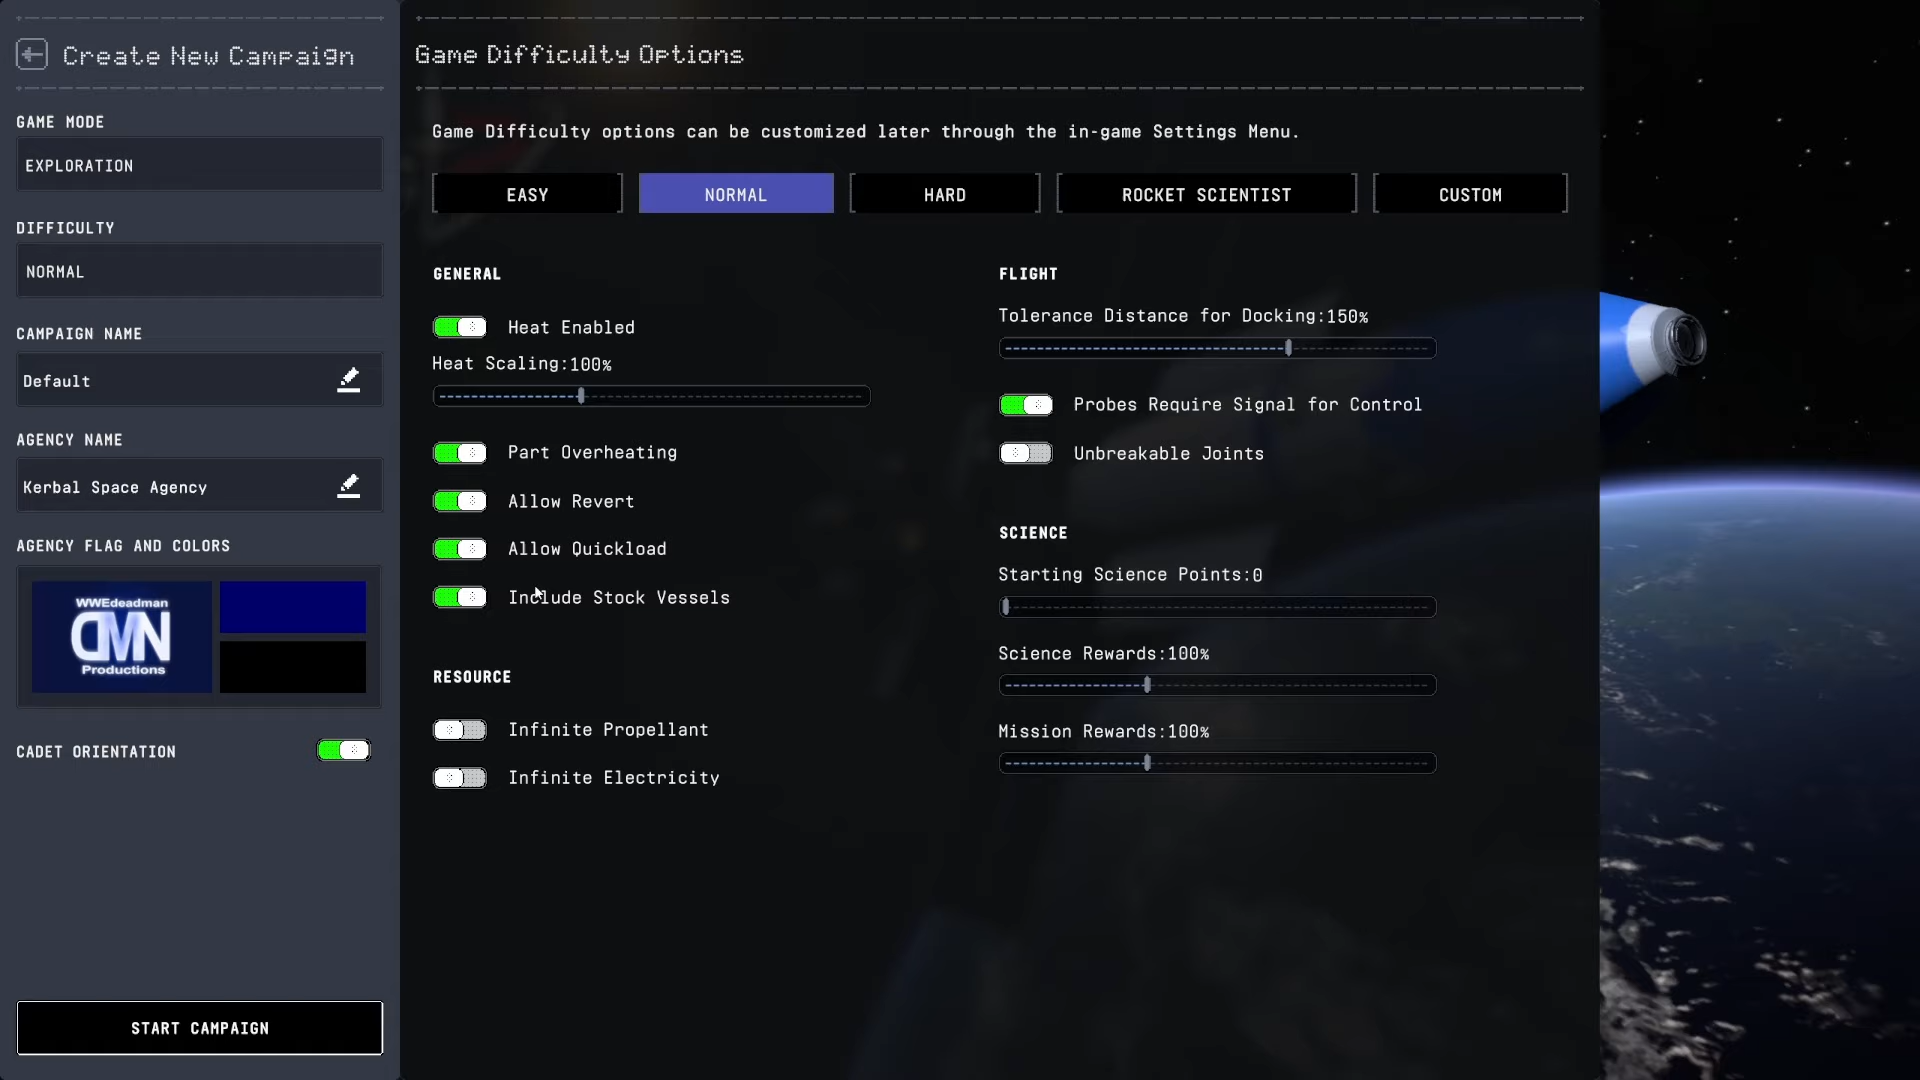 Create New Campaign
GAME MODE
EXPLORATION
DIFFICULTY
NORMAL
CAMPAIGN NAME
Default
AGENCY NAME
Kerbal Space Agency
AGENCY FLAG AND COLORS
WWEdeadman
DMN
Productions
CADET ORIENTATION
START CAMPAIGN
Game Difficulty Options
Game Difficulty options can be customized later through the in-game Settings Menu.
EASY
NORMAL
HARD
ROCKET SCIENTIST
CUSTOM
GENERAL
Heat Enabled
Heat Scaling:100%
Part Overheating
Allow Revert
Allow Quickload
Include Stock Vessels
RESOURCE
Infinite Propellant
Infinite Electricity
FLIGHT
Tolerance Distance for Docking:150%
Probes Require Signal for Control
Unbreakable Joints
SCIENCE
Starting Science Points:0
Science Rewards:100%
Mission Rewards:100%